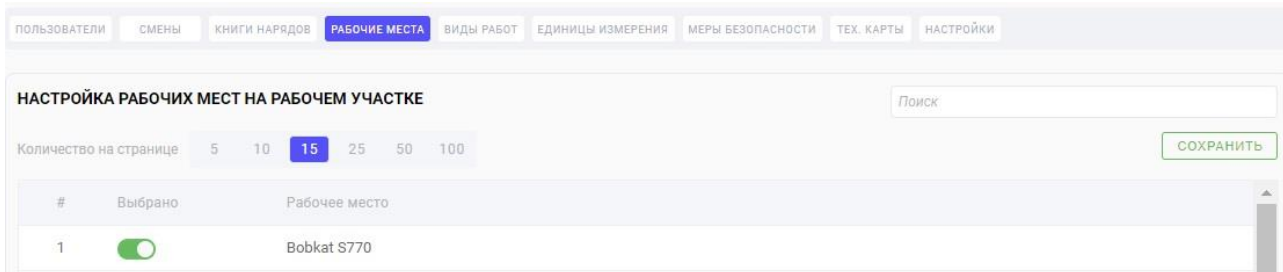 ПОЛЬЗОВАТЕЛИ СМЕНЫ КНИГИ НАРЯДОВ РАБОЧИЕ МЕСТА ВИДЫ РАБОТ ЕДИНИЦЫ ИЗМЕРЕНИЯ МЕРЫ БЕЗОПАСНОСТИ ТЕХ. КАРТЫ НАСТРОЙКИ
НАСТРОЙКА РАБОЧИХ МЕСТ НА РАБОЧЕМ УЧАСТКЕ Поиск
Количество на странице 5 10 15 25 50 100 СОХРАНИТЬ
# Выбрано Рабочее место
1 Bobkat S770